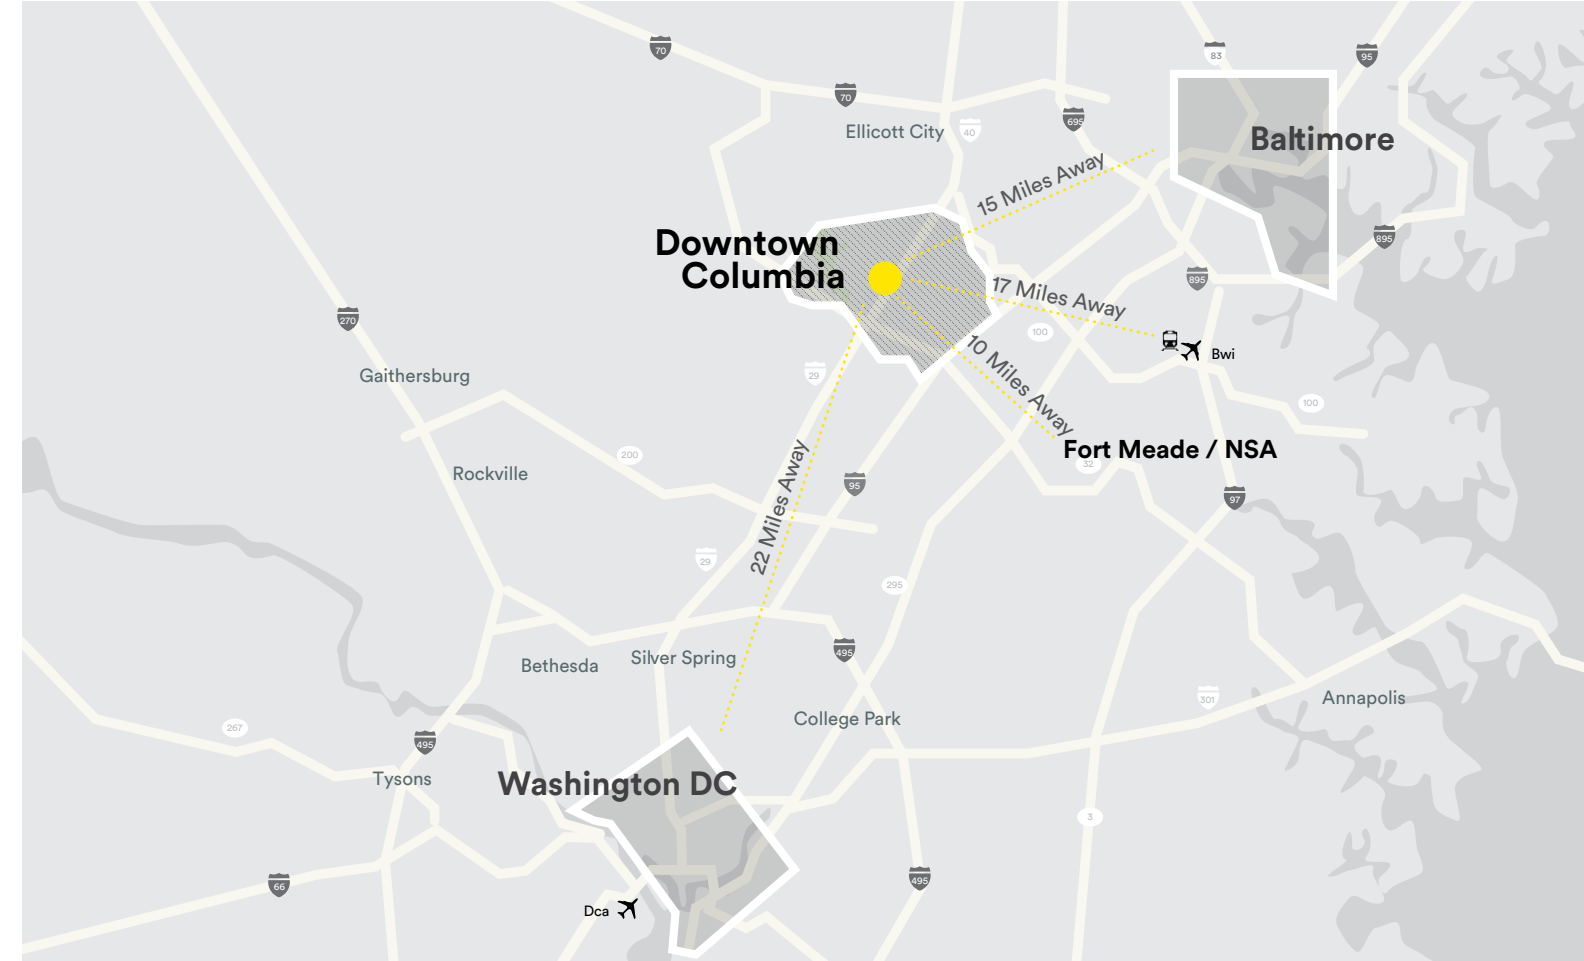 70
83
95
70
695
Ellicott City
40
Baltimore
15 Miles Away
Downtown
Columbia
895
895
17 Miles Away
270
100
10 Miles Away
Bwi
29
Gaithersburg
100
Fort Meade / NSA
32
200
Rockville
22 Miles Away
95
97
29
295
495
Bethesda
Silver Spring
301
Annapolis
College Park
267
495
Tysons
Washington DC
3
66
495
Dca